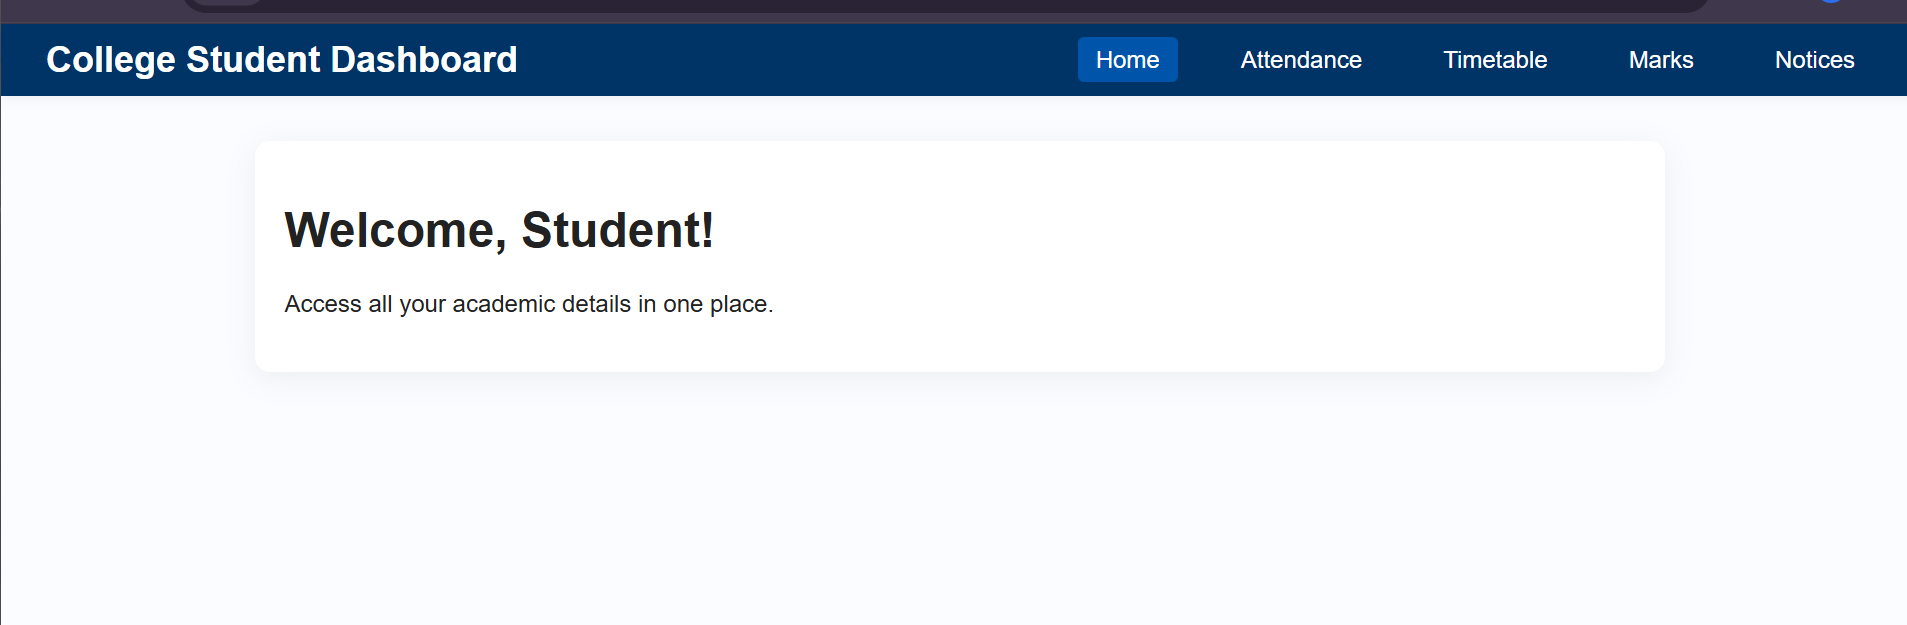 College Student Dashboard
Home Attendance Timetable Marks Notices
Welcome, Student!
Access all your academic details in one place.